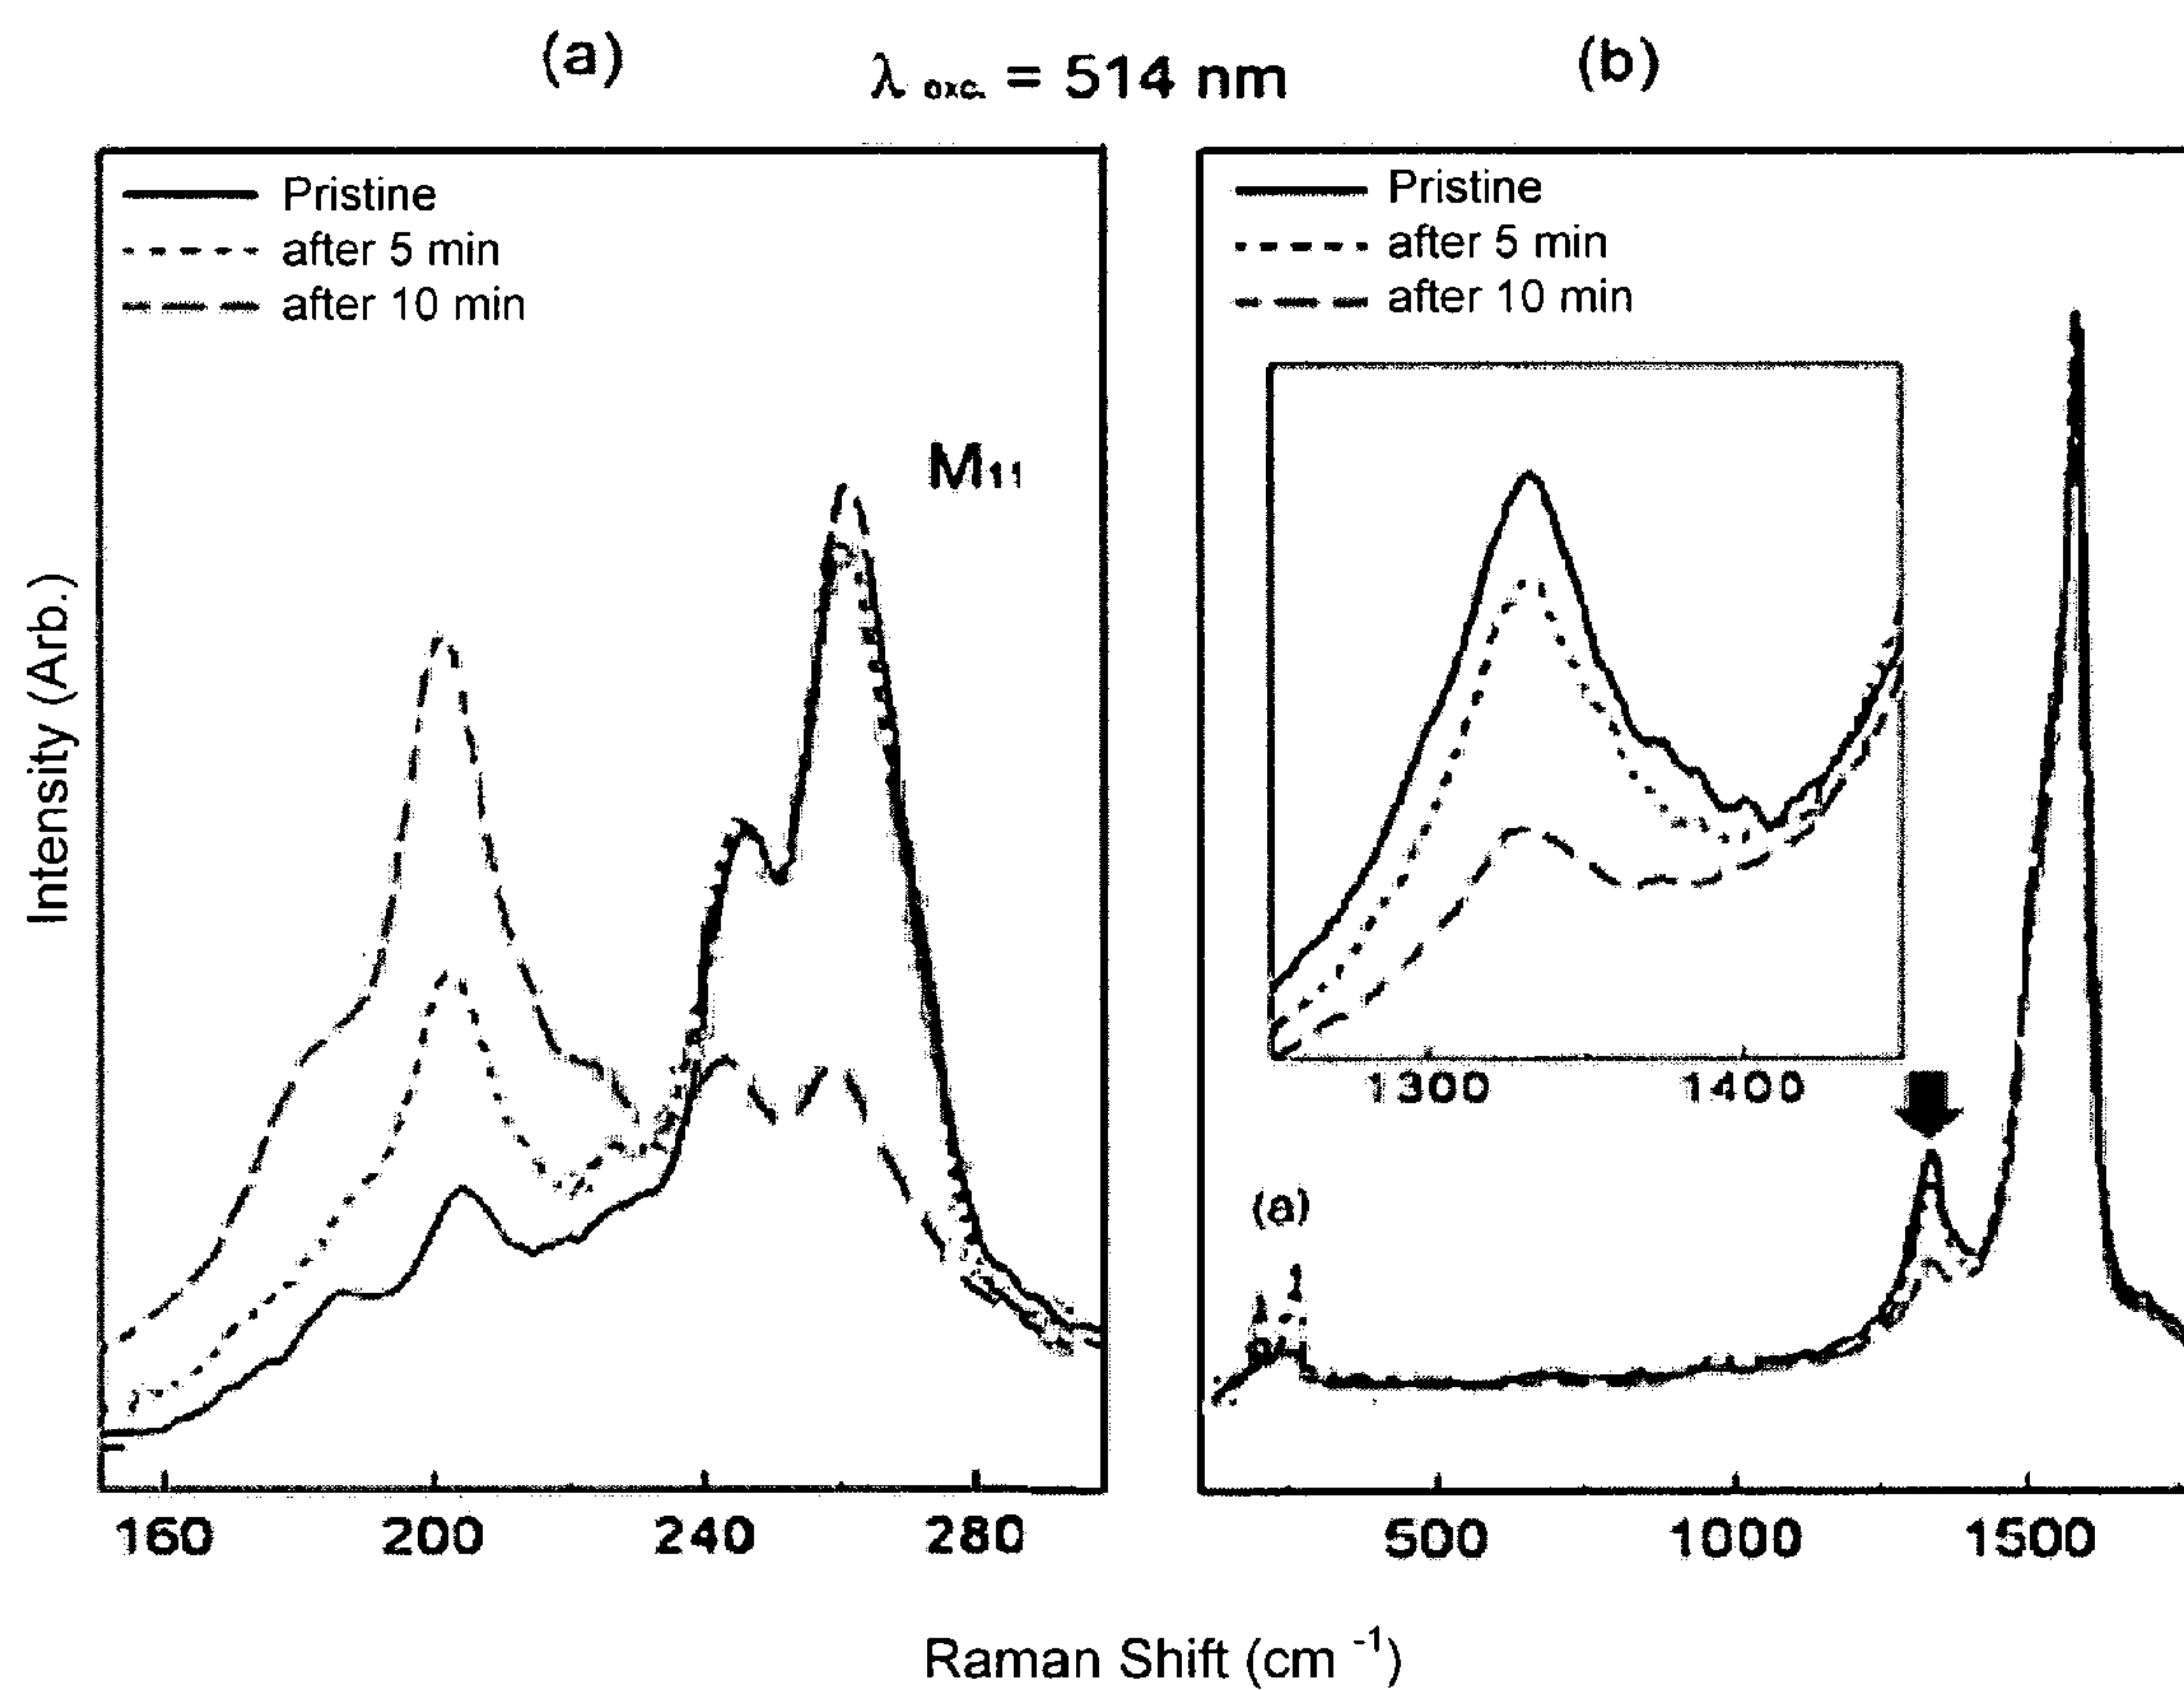 (a)
λ exc. = 514 nm
(b)
Pristine
after 5 min
after 10 min
M11
Intensity (Arb.)
160 200 240 280
Pristine
after 5 min
after 10 min
1300 1400
(a)
500 1000 1500
Raman Shift (cm -1)